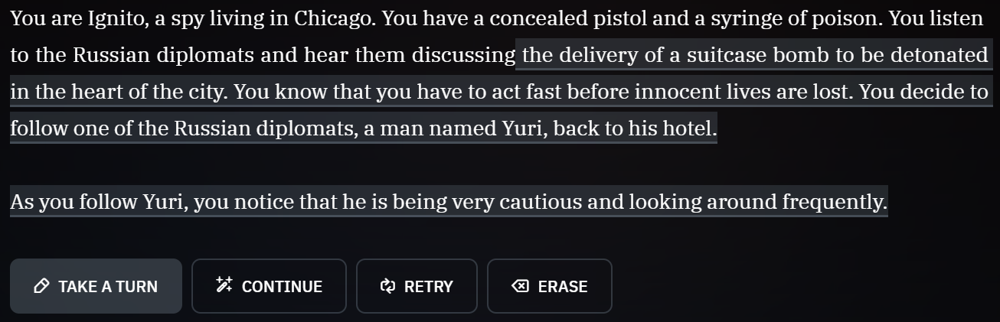 You are Ignito, a spy living in Chicago. You have a concealed pistol and a syringe of poison. You listen
to the Russian diplomats and hear them discussing the delivery of a suitcase bomb to be detonated
in the heart of the city. You know that you have to act fast before innocent lives are lost. You decide to
follow one of the Russian diplomats, a man named Yuri, back to his hotel.
As you follow Yuri, you notice that he is being very cautious and looking around frequently.
TAKE A TURN CONTINUE RETRY ERASE